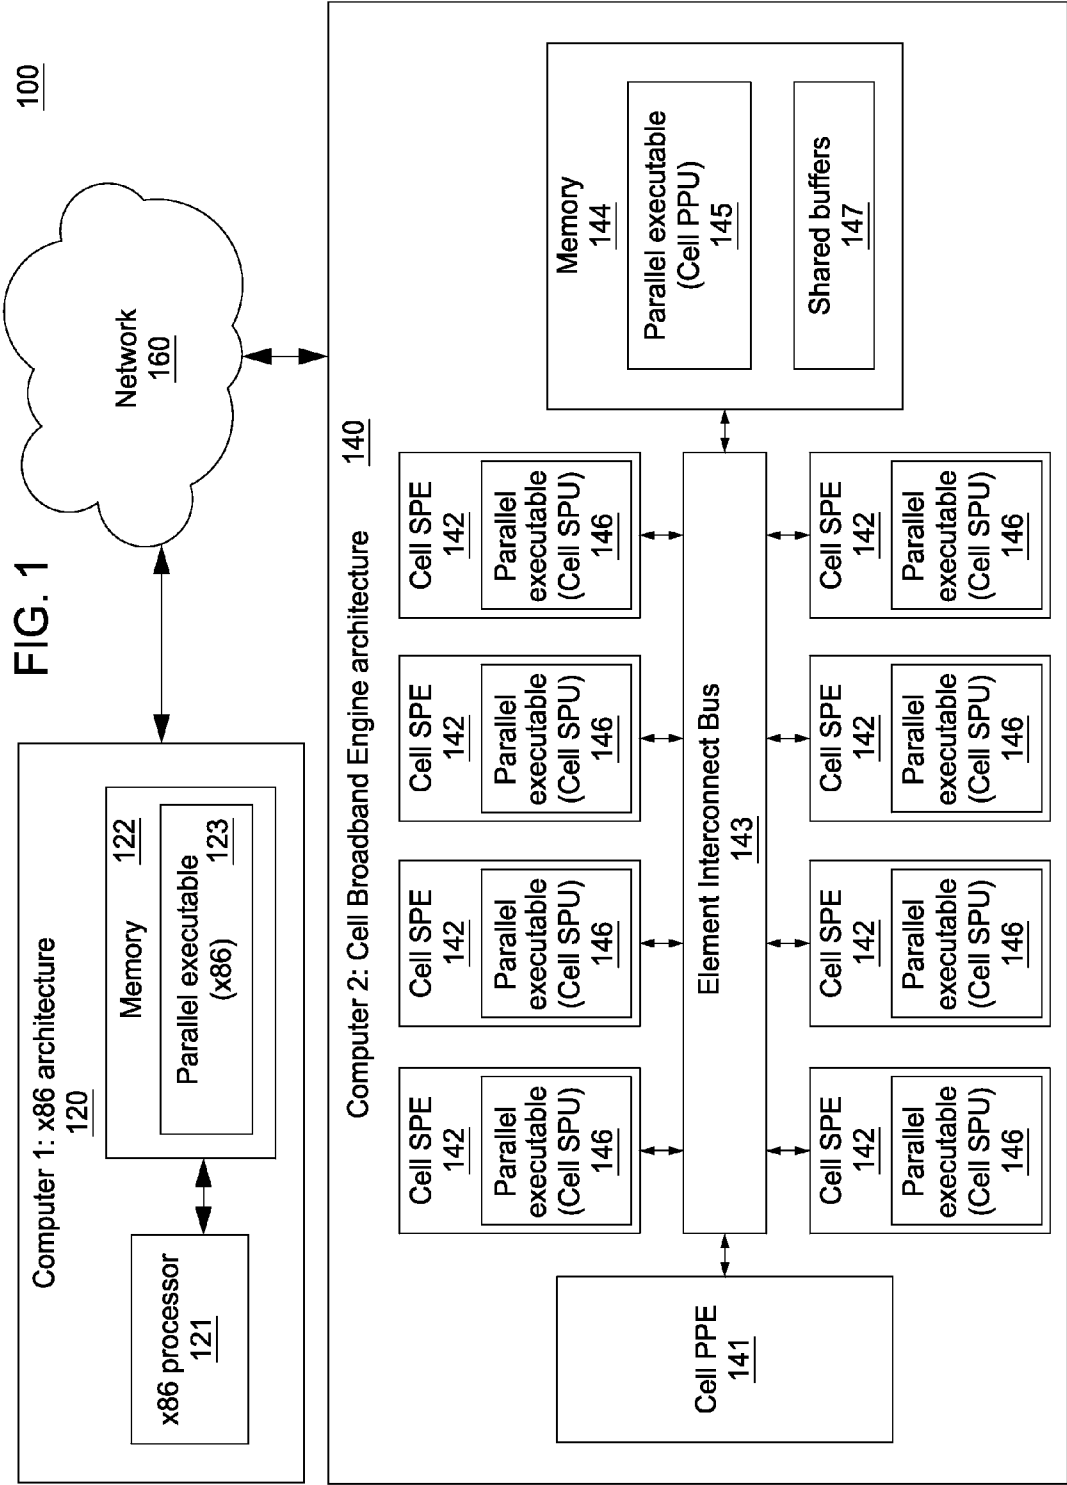 FIG. 1
100
Computer 1: x86 architecture
120
x86 processor
121
Memory
122
Parallel executable
(x86)
123
Network
160
Computer 2: Cell Broadband Engine architecture
140
Cell SPE
142
Parallel
executable
(Cell SPU)
146
Cell SPE
142
Parallel
executable
(Cell SPU)
146
Cell SPE
142
Parallel
executable
(Cell SPU)
146
Cell SPE
142
Parallel
executable
(Cell SPU)
146
Cell PPE
141
Element Interconnect Bus
143
Memory
144
Parallel executable
(Cell PPU)
145
Shared buffers
147
Cell SPE
142
Parallel
executable
(Cell SPU)
146
Cell SPE
142
Parallel
executable
(Cell SPU)
146
Cell SPE
142
Parallel
executable
(Cell SPU)
146
Cell SPE
142
Parallel
executable
(Cell SPU)
146